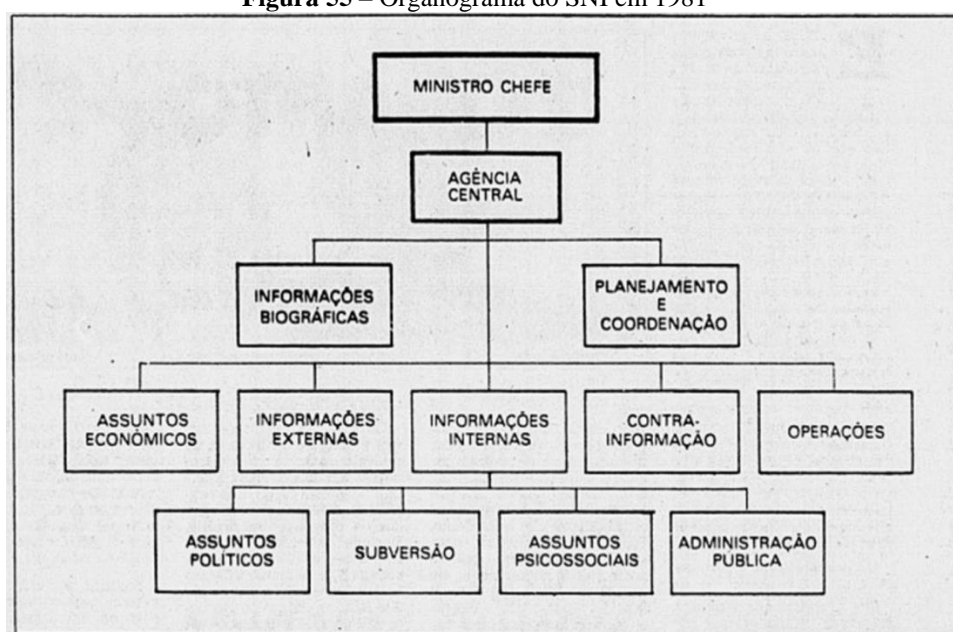 Figura 55 – Organograma do SNI em 1981
MINISTRO CHEFE
AGÊNCIA
CENTRAL
INFORMAÇÕES
BIOGRÁFICAS
PLANEJAMENTO
E
COORDENAÇÃO
ASSUNTOS
ECONÔMICOS
INFORMAÇÕES
EXTERNAS
INFORMAÇÕES
INTERNAS
CONTRA-
INFORMAÇÃO
OPERAÇÕES
ASSUNTOS
POLÍTICOS
SUBVERSÃO
ASSUNTOS
PSICOSSOCIAIS
ADMINISTRAÇÃO
PÚBLICA